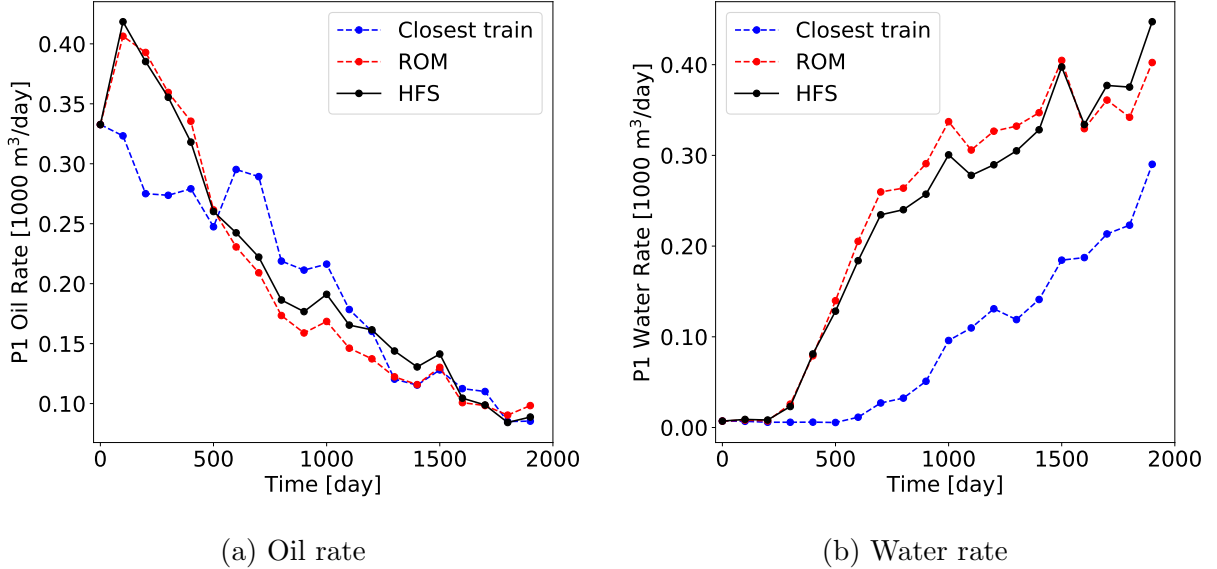 0.40
0.35
0.30
0.25
0.20
0.15
0.10
P1 Oil Rate [1000 m³/day]
Closest train
ROM
HFS
0 500 1000 1500 2000
Time [day]
(a) Oil rate
0.40
0.30
0.20
0.10
0.00
P1 Water Rate [1000 m³/day]
Closest train
ROM
HFS
0 500 1000 1500 2000
Time [day]
(b) Water rate